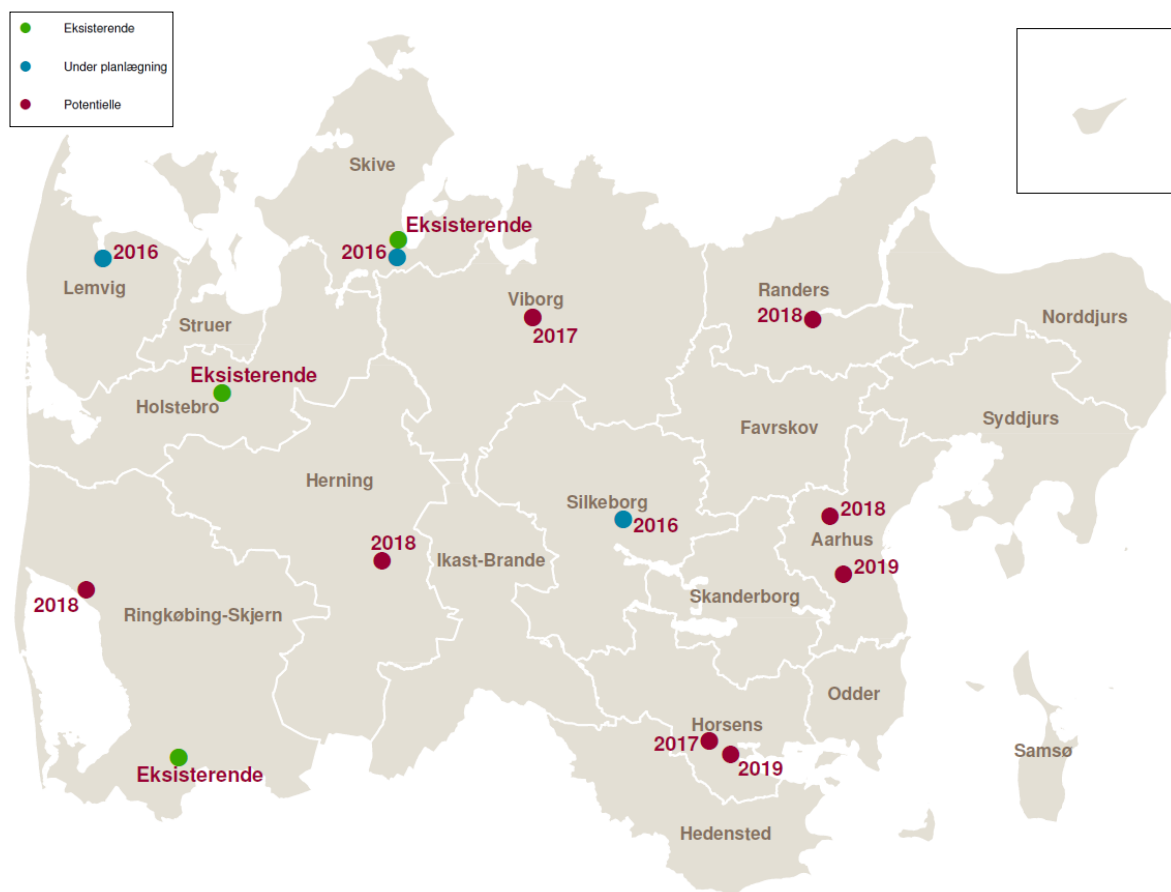 Eksisterende
Under planlægning
Potentielle
Skive
Eksisterende
2016
2016
Lemvig
Viborg
2017
Randers
2018
Norddjurs
Struer
Eksisterende
Holstebro
Favrskov
Syddjurs
Herning
Silkeborg
2016
2018
Aarhus
2018
Ikast-Brande
2019
2018
Ringkøbing-Skjern
Skanderborg
Odder
Horsens
2017
2019
Samsø
Eksisterende
Hedensted